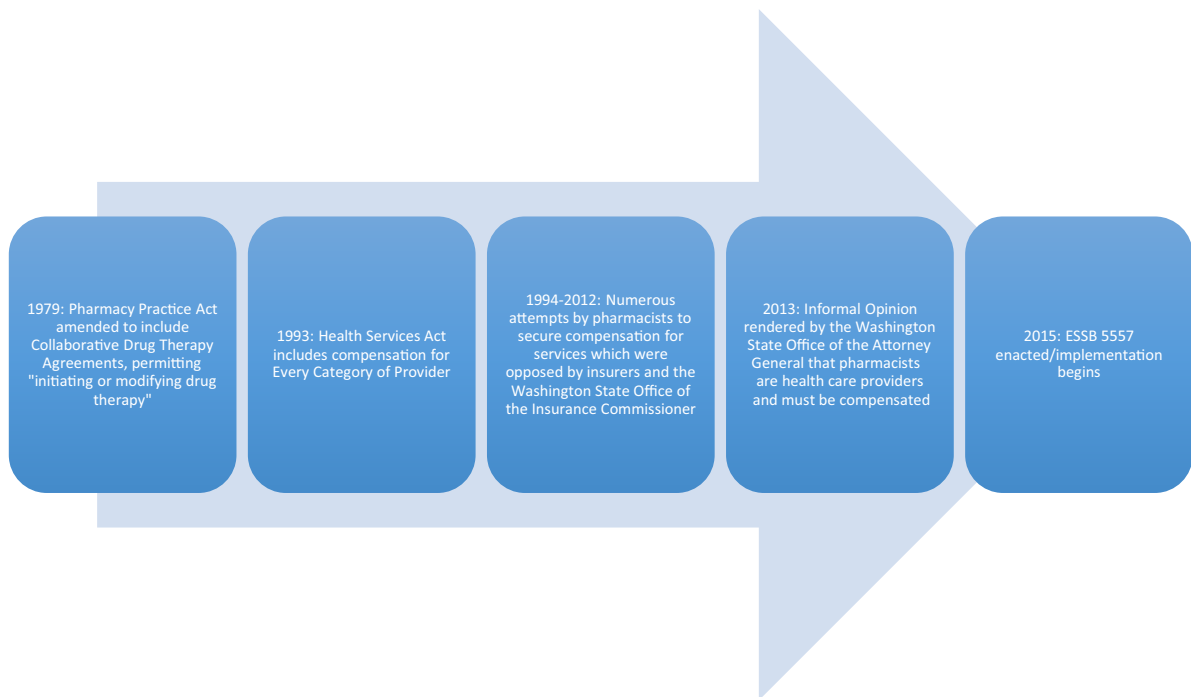 1979: Pharmacy Practice Act
amended to include
Collaborative Drug Therapy
Agreements, permitting
"initiating or modifying drug
therapy"
1993: Health Services Act
includes compensation for
Every Category of Provider
1994-2012: Numerous
attempts by pharmacists to
secure compensation for
services which were
opposed by insurers and the
Washington State Office of
the Insurance Commissioner
2013: Informal Opinion
rendered by the Washington
State Office of the Attorney
General that pharmacists
are health care providers
and must be compensated
2015: ESSB 5557
enacted/implementation
begins